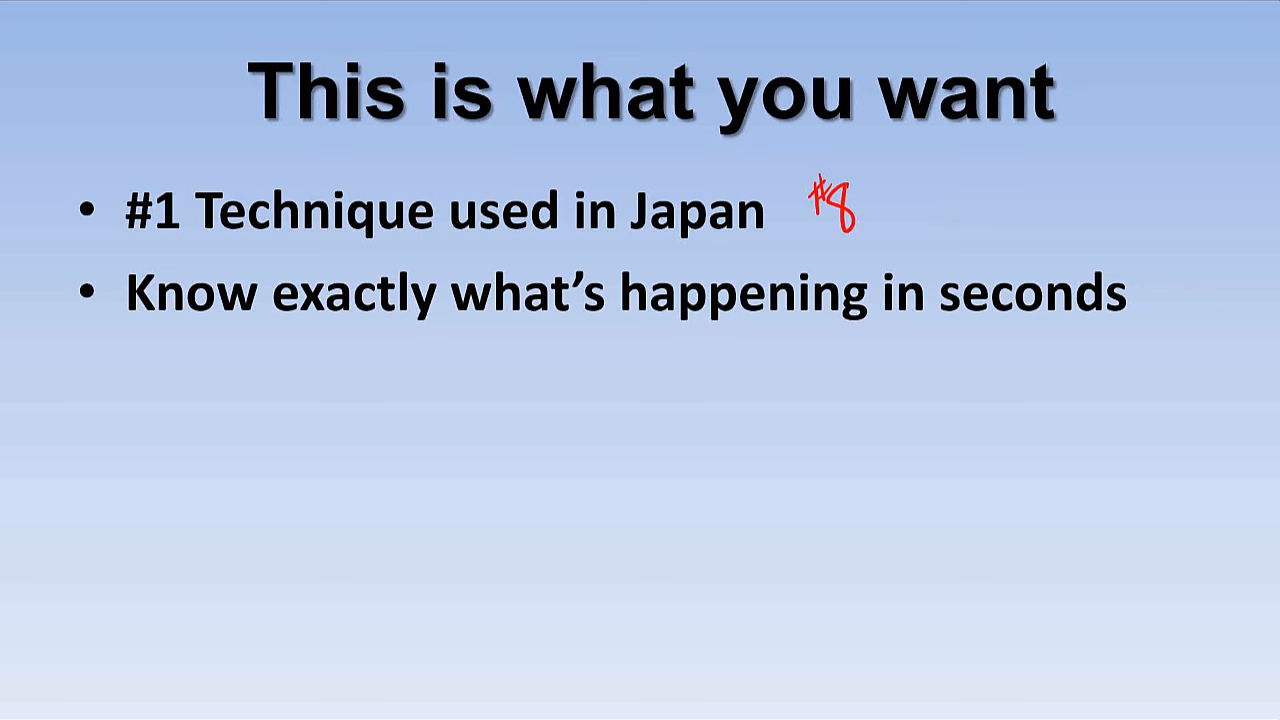 This is what you want
• #1 Technique used in Japan #8
• Know exactly what’s happening in seconds